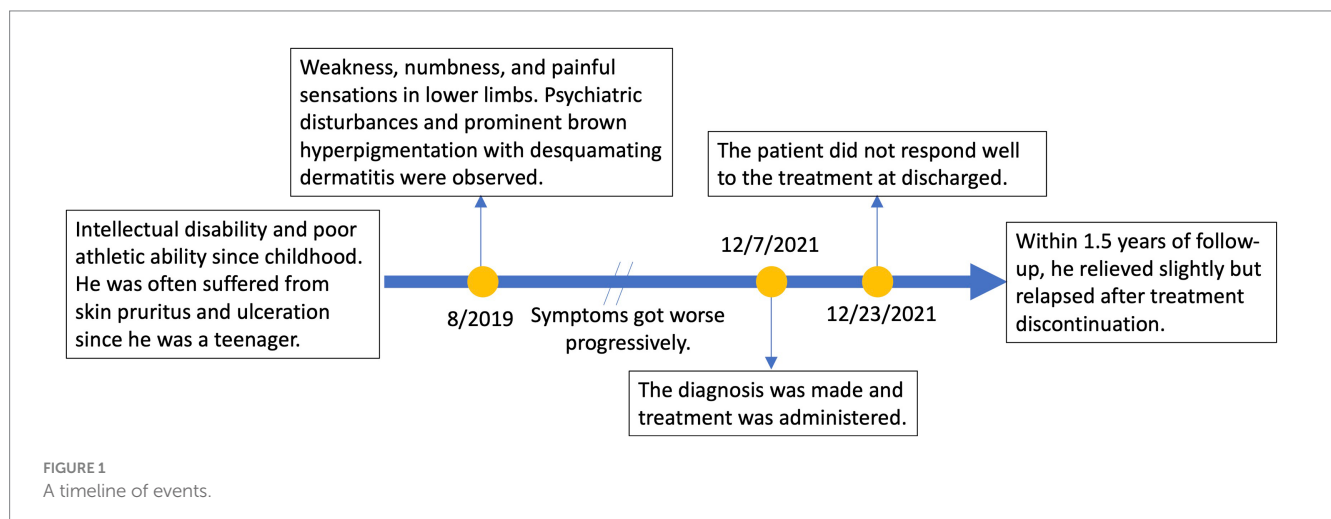 Weakness, numbness, and painful
sensations in lower limbs. Psychiatric
disturbances and prominent brown
hyperpigmentation with desquamating
dermatitis were observed.
The patient did not respond well
to the treatment at discharged.
Intellectual disability and poor
athletic ability since childhood.
He was often suffered from
skin pruritus and ulceration
since he was a teenager.
8/2019
Symptoms got worse
progressively.
12/7/2021
12/23/2021
Within 1.5 years of follow-
up, he relieved slightly but
relapsed after treatment
discontinuation.
The diagnosis was made and
treatment was administered.
FIGURE 1
A timeline of events.